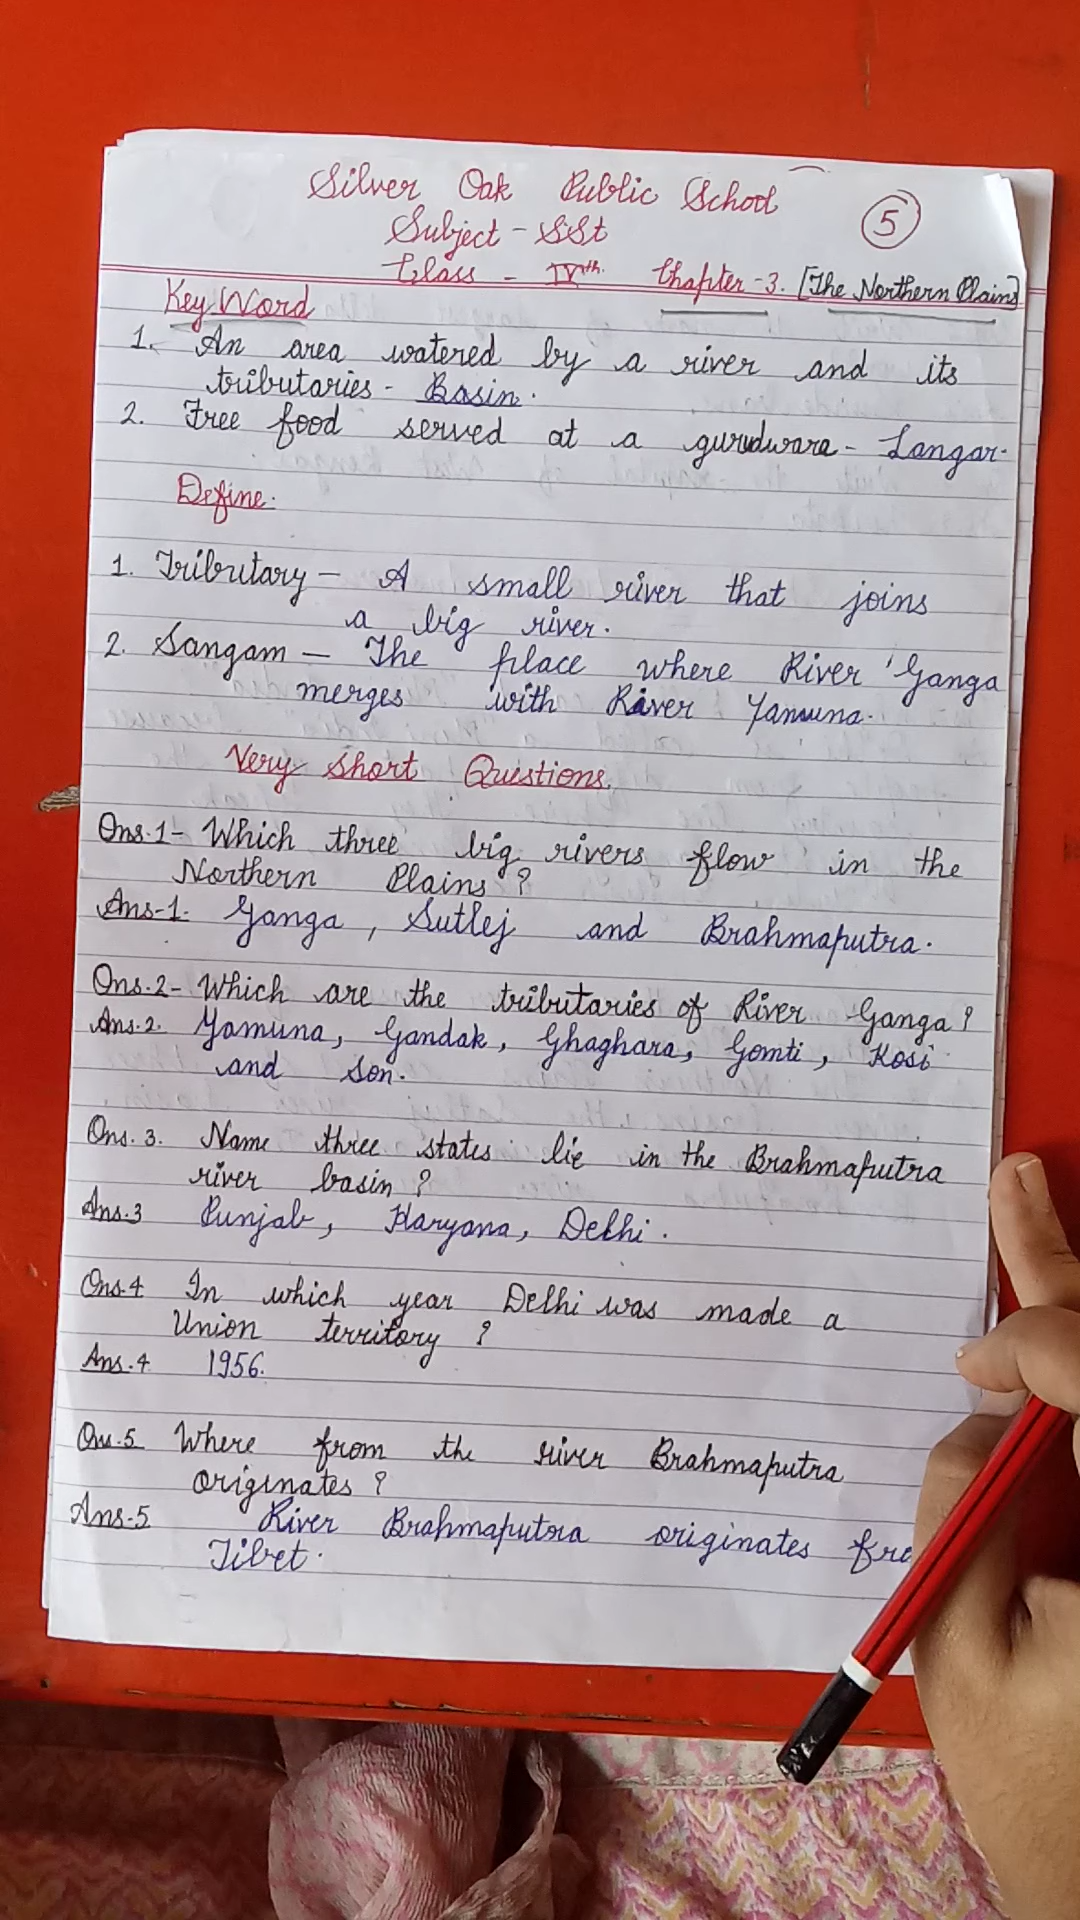 Silver Oak Public School
Subject - SSt
5
Class - IVth. Chapter - 3. [The Northern Plains]
Key Word
1. An area watered by a river and its
tributaries - Basin.
2. Free food served at a gurudwara - Langar.
Define.
1. Tributary - A small river that joins
a big river.
2. Sangam - The place where River Ganga
merges with River Yamuna.
Very short Questions.
Qns.1- Which three big rivers flow in the
Northern Plains ?
Ans-1. Ganga, Sutlej and Brahmaputra.
Qns.2- Which are the tributaries of River Ganga ?
Ans.2. Yamuna, Gandak, Ghaghara, Gomti, Kosi
and Son.
Qns. 3. Name three states lie in the Brahmaputra
river basin ?
Ans.3 Punjab, Haryana, Delhi.
Qns.4 In which year Delhi was made a
Union territory ?
Ans.4 1956.
Qns.5 Where from the river Brahmaputra
originates ?
Ans-5 River Brahmaputra originates
Tibet.